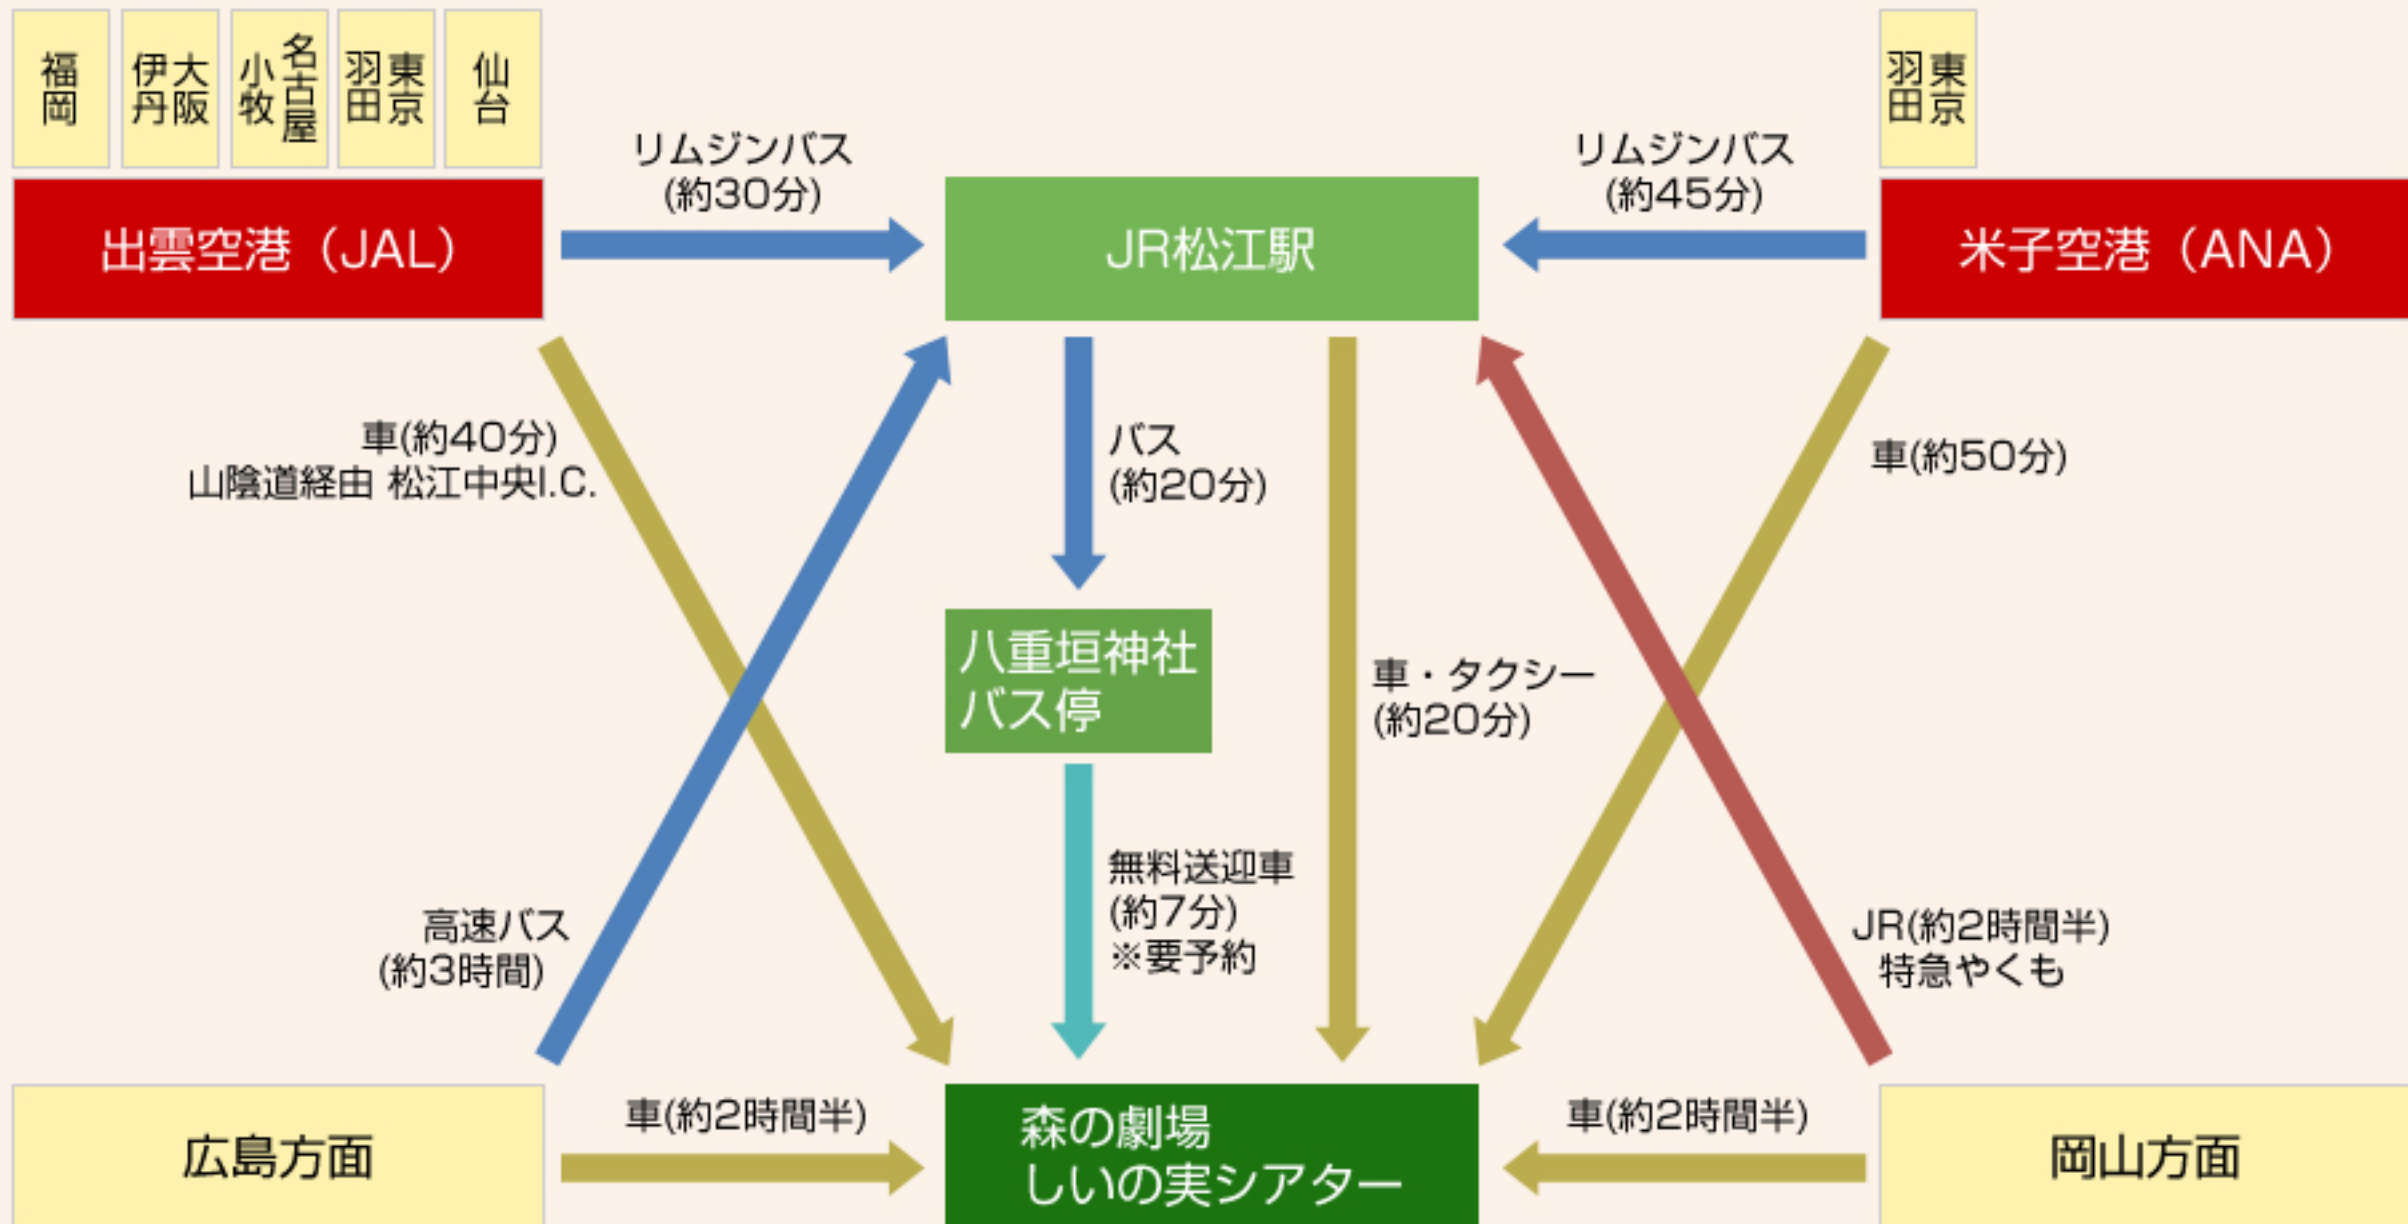 福岡
大阪
伊丹
名古屋
小牧
東京
羽田
仙台
東京
羽田
出雲空港（JAL）
リムジンバス
(約30分)
JR松江駅
リムジンバス
(約45分)
米子空港（ANA）
車(約40分)
山陰道経由 松江中央I.C.
バス
(約20分)
車(約50分)
八重垣神社
バス停
車・タクシー
(約20分)
無料送迎車
(約7分)
※要予約
高速バス
(約3時間)
JR(約2時間半)
特急やくも
広島方面
車(約2時間半)
森の劇場
しいの実シアター
車(約2時間半)
岡山方面